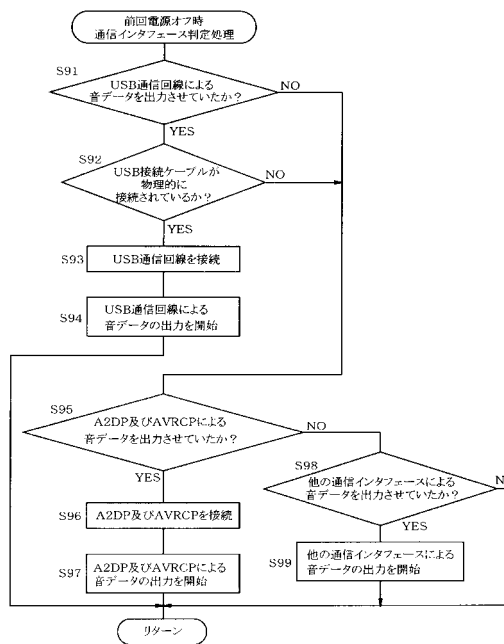 前回電源オフ時
通信インタフェース判定処理
S91
USB通信回線による
音データを出力させていたか？
NO
YES
S92
USB接続ケーブルが
物理的に
接続されているか？
NO
YES
S93
USB通信回線を接続
S94
USB通信回線による
音データの出力を開始
S95
A2DP及びAVRCPによる
音データを出力させていたか？
NO
YES
S96
A2DP及びAVRCPを接続
S97
A2DP及びAVRCPによる
音データの出力を開始
S98
他の通信インタフェースによる
音データを出力させていたか？
YES
S99
他の通信インタフェースによる
音データの出力を開始
リターン